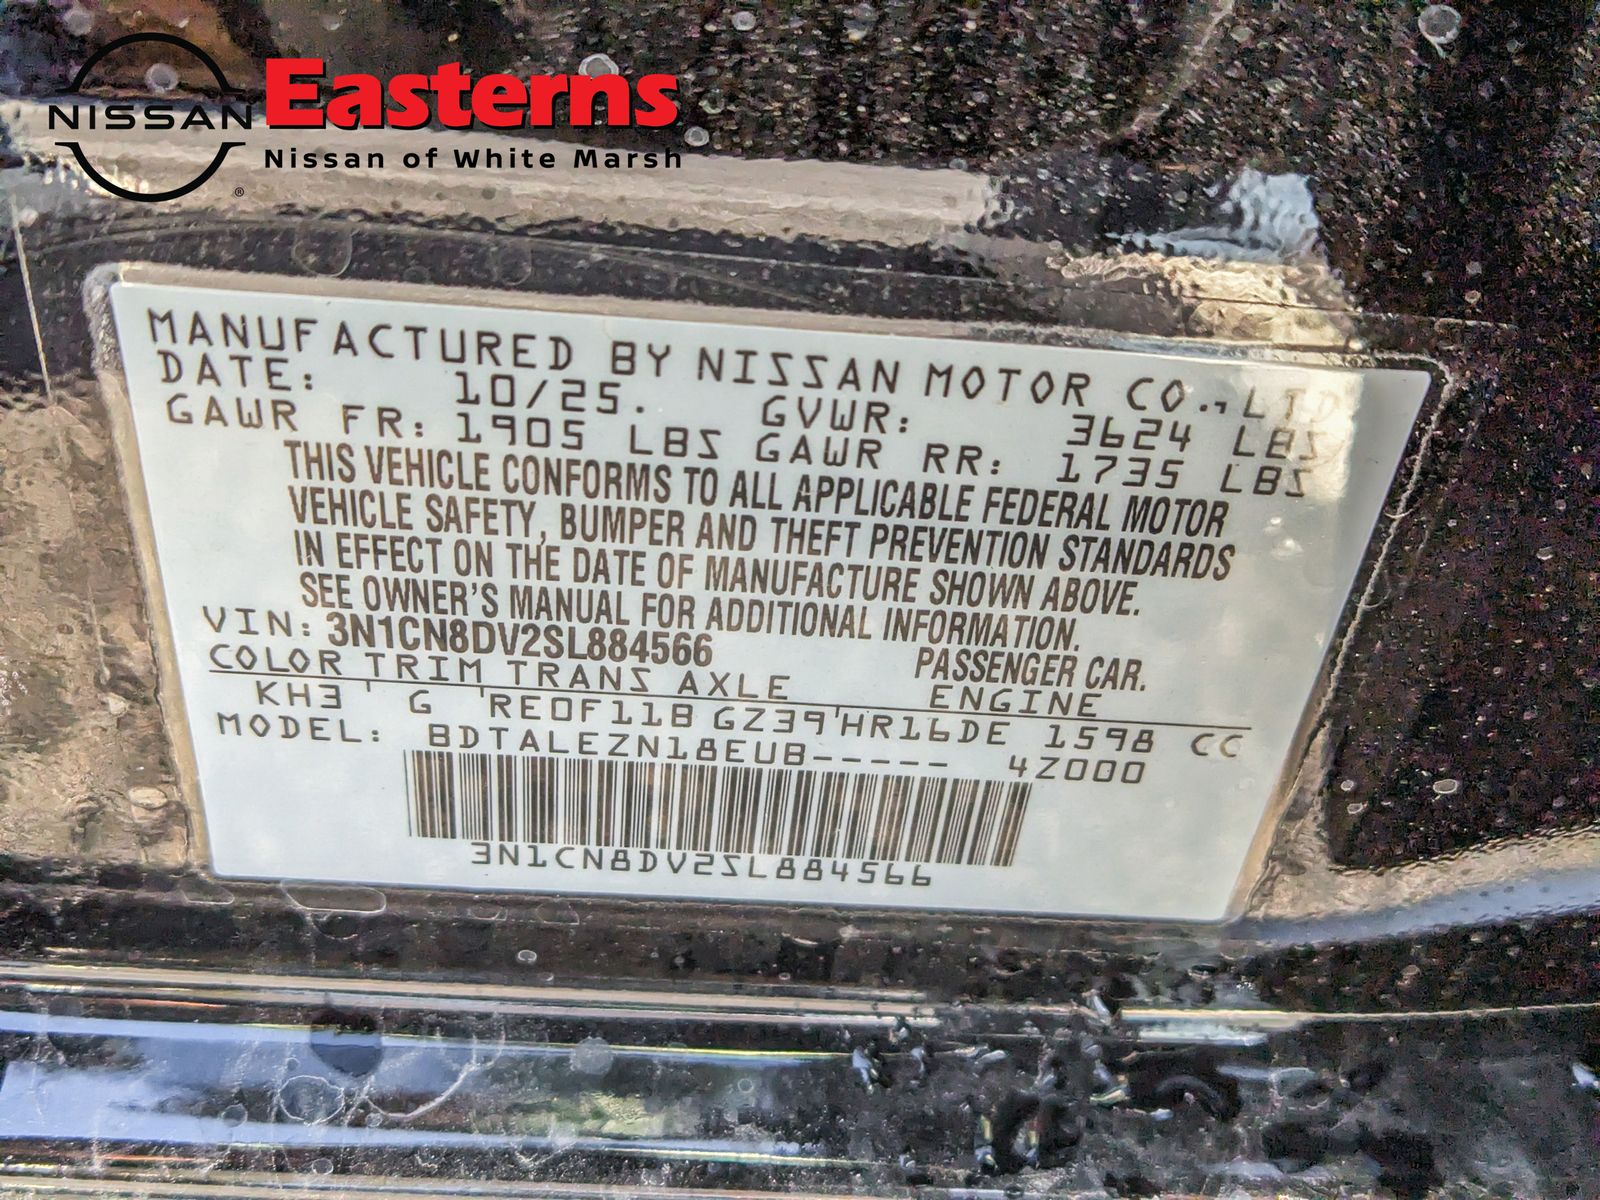 NISSAN
Easterns
Nissan of White Marsh
®
MANUFACTURED BY NISSAN MOTOR CO., LTD
DATE: 10/25. GVWR: 3624 LBS
GAWR FR: 1905 LBS GAWR RR: 1735 LBS
THIS VEHICLE CONFORMS TO ALL APPLICABLE FEDERAL MOTOR
VEHICLE SAFETY, BUMPER AND THEFT PREVENTION STANDARDS
IN EFFECT ON THE DATE OF MANUFACTURE SHOWN ABOVE.
SEE OWNER'S MANUAL FOR ADDITIONAL INFORMATION.
VIN: 3N1CN8DV2SL884566 PASSENGER CAR.
COLOR TRIM TRANS AXLE ENGINE
KH3 G RE0F11B GZ39 HR16DE 1598 CC
MODEL: BDTALEZN18EUB----- 4Z000
3N1CN8DV2SL884566